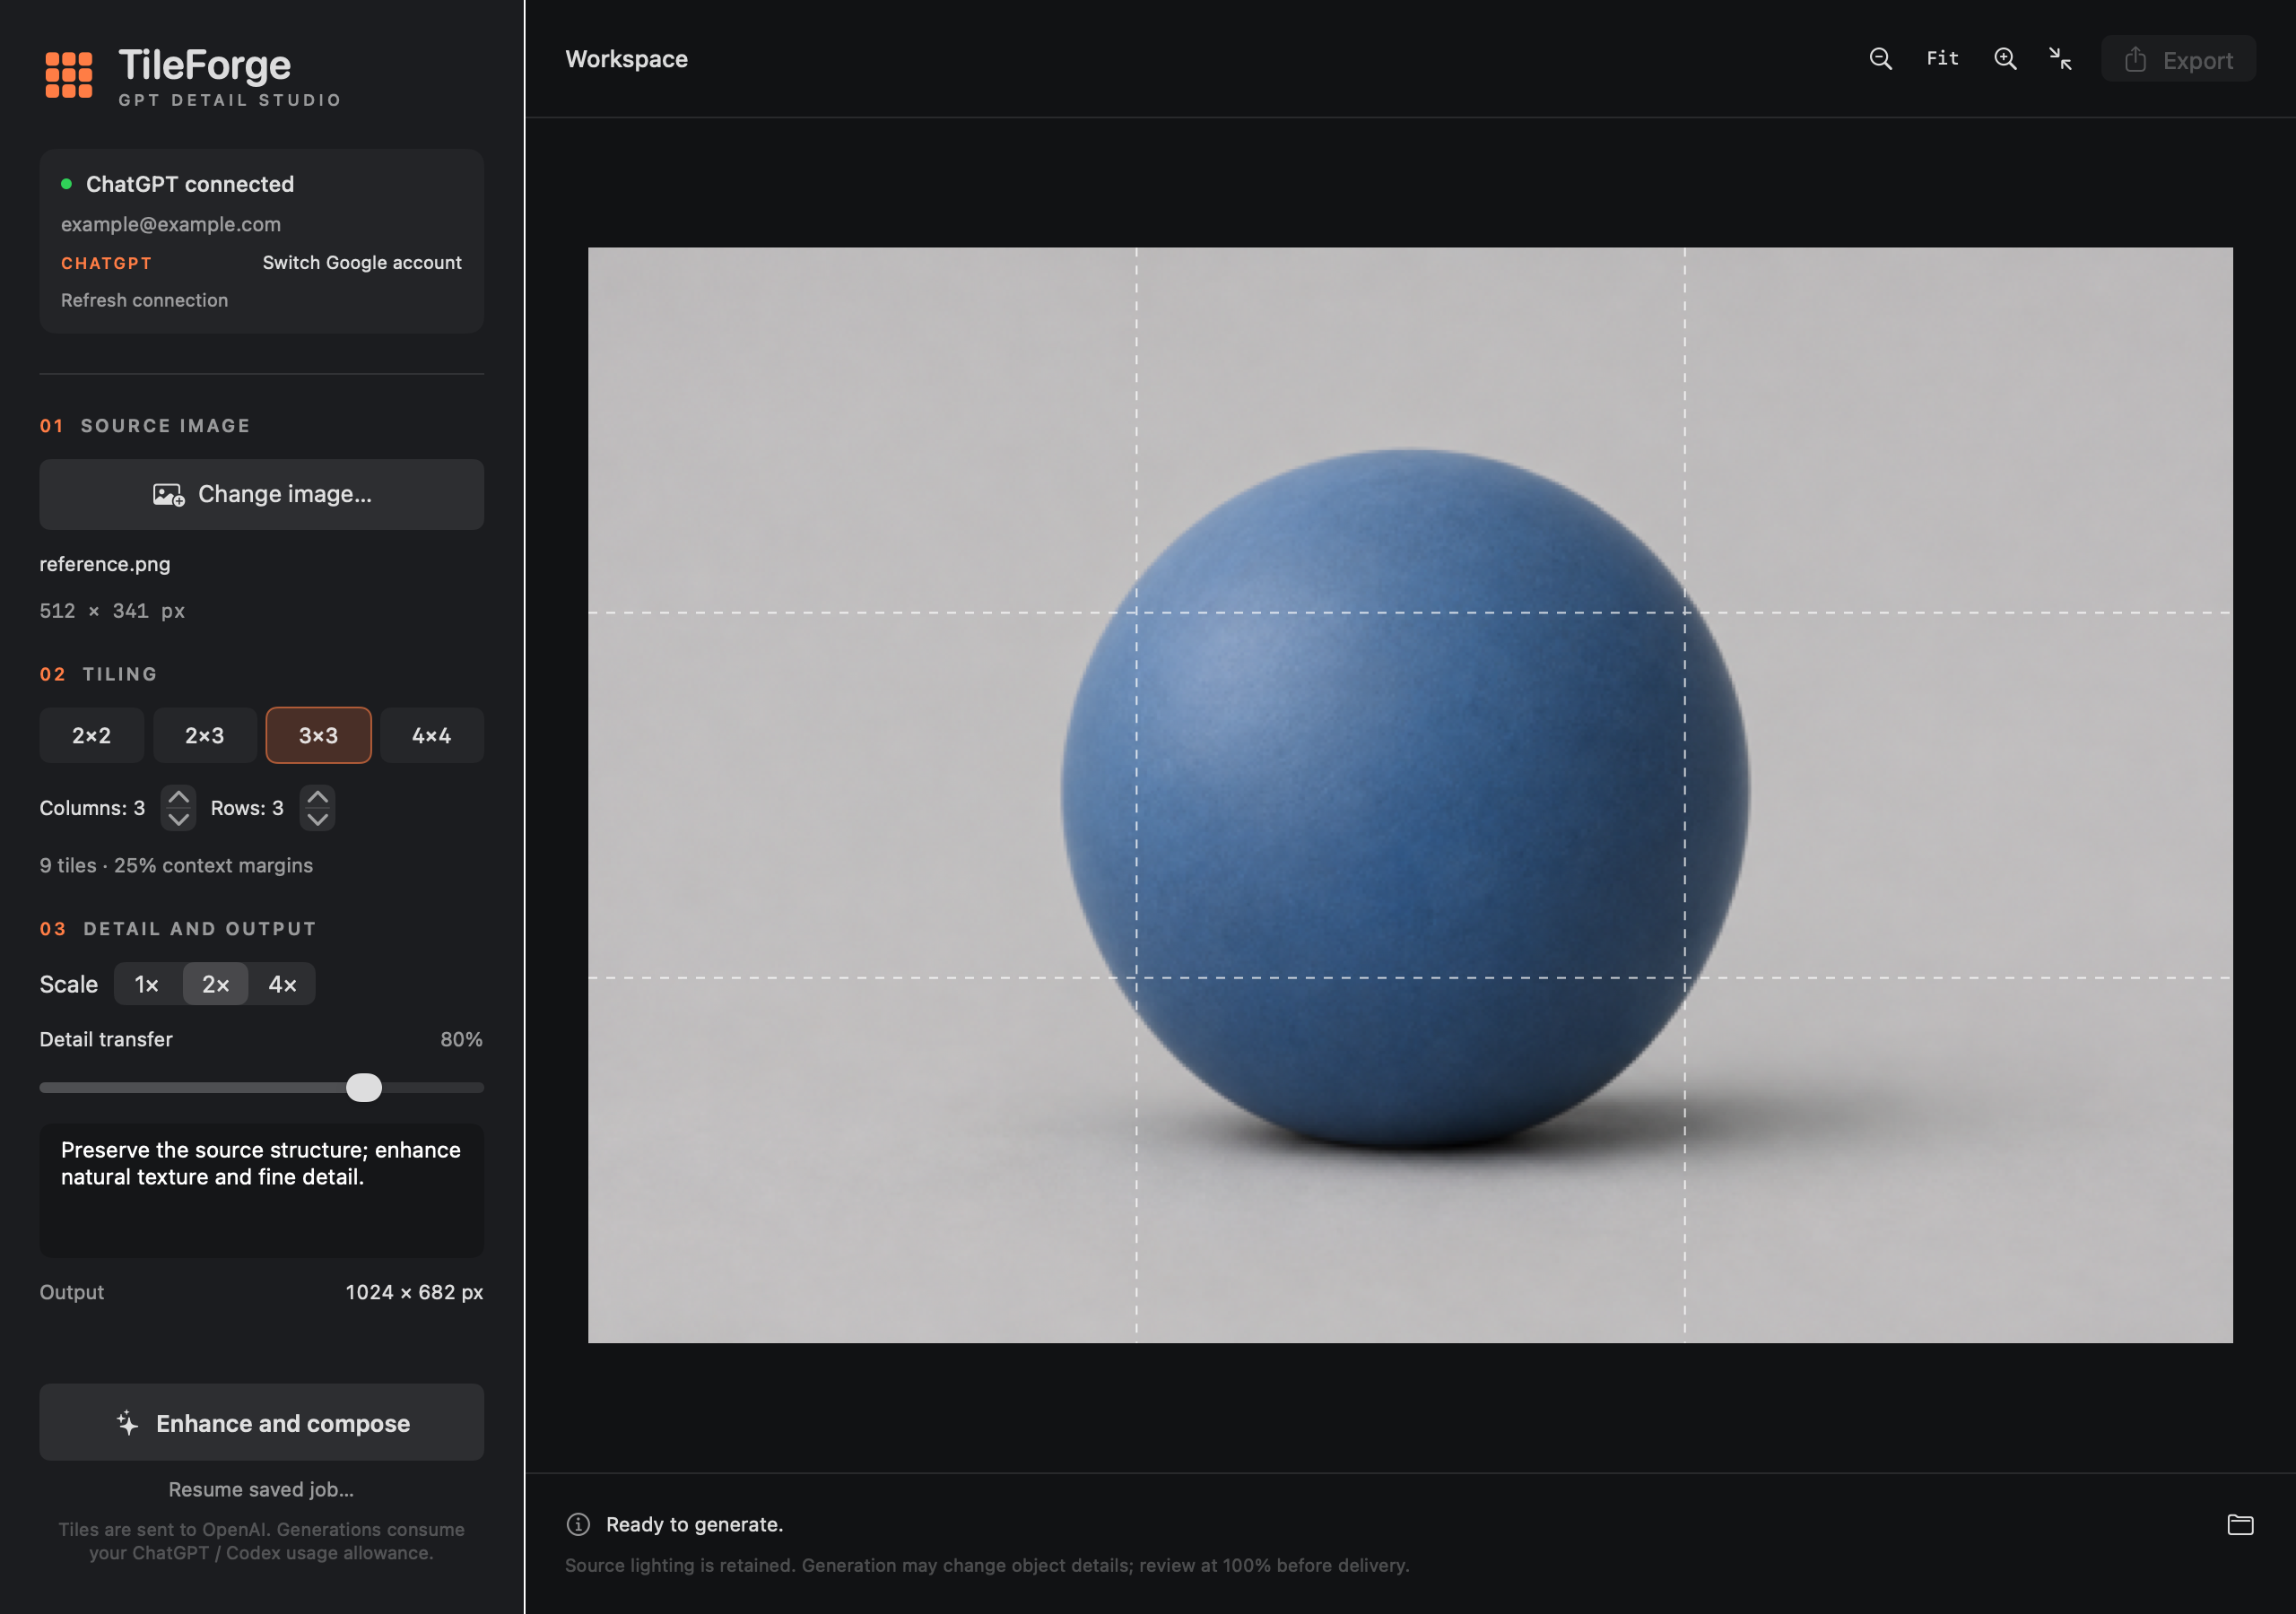 TileForge
GPT DETAIL STUDIO
ChatGPT connected
example@example.com
CHATGPT
Switch Google account
Refresh connection
01 SOURCE IMAGE
Change image...
reference.png
512 × 341 px
02 TILING
2×2
2×3
3×3
4×4
Columns: 3
Rows: 3
9 tiles · 25% context margins
03 DETAIL AND OUTPUT
Scale
1×
2×
4×
Detail transfer
80%
Preserve the source structure; enhance
natural texture and fine detail.
Output
1024 × 682 px
Enhance and compose
Resume saved job...
Tiles are sent to OpenAI. Generations consume
your ChatGPT / Codex usage allowance.
Workspace
Fit
Export
Ready to generate.
Source lighting is retained. Generation may change object details; review at 100% before delivery.